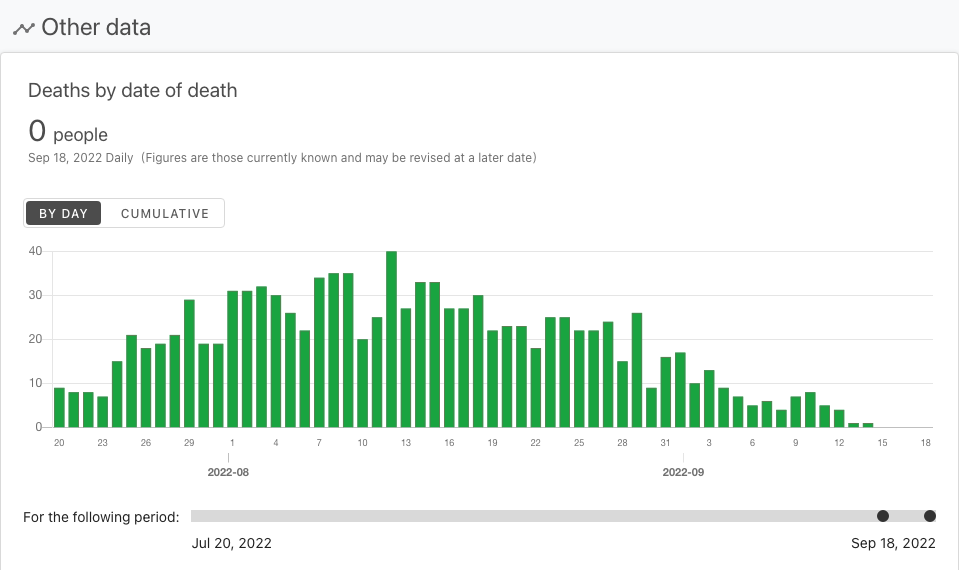 Other data
Deaths by date of death
0 people
Sep 18, 2022 Daily (Figures are those currently known and may be revised at a later date)
BY DAY CUMULATIVE
40
30
20
10
0
20 23 26 29 1 4 7 10 13 16 19 22 25 28 31 3 6 9 12 15 18
2022-08 2022-09
For the following period:
Jul 20, 2022 Sep 18, 2022